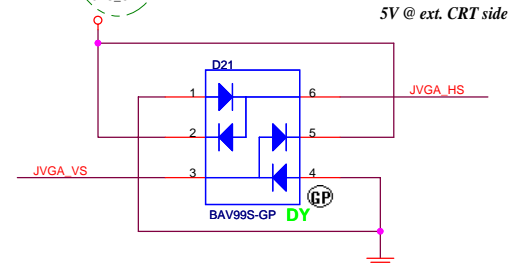 5V @ ext. CRT side
D21
1
6
JVGA_HS
2
5
JVGA_VS
3
4
GP
BAV99S-GP
DY